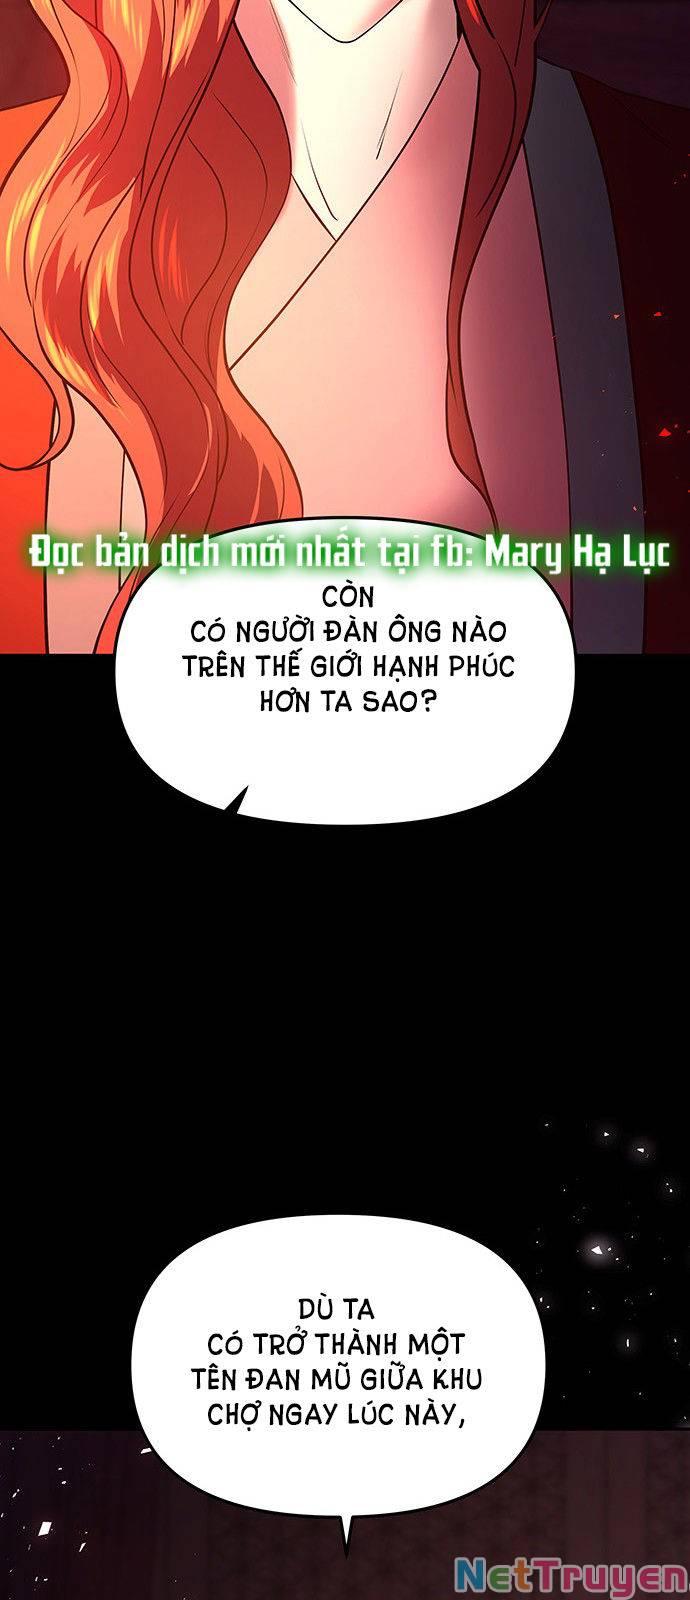 Đọc bản dịch mới nhất tại fb: Mary Hạ Lục
CÒN
CÓ NGƯỜI ĐÀN ÔNG NÀO
TRÊN THẾ GIỚI HẠNH PHÚC
HƠN TA SAO?
DÙ TA
CÓ TRỞ THÀNH MỘT
TÊN ĐAN MŨ GIỮA KHU
CHỢ NGAY LÚC NÀY,
NetTruyen